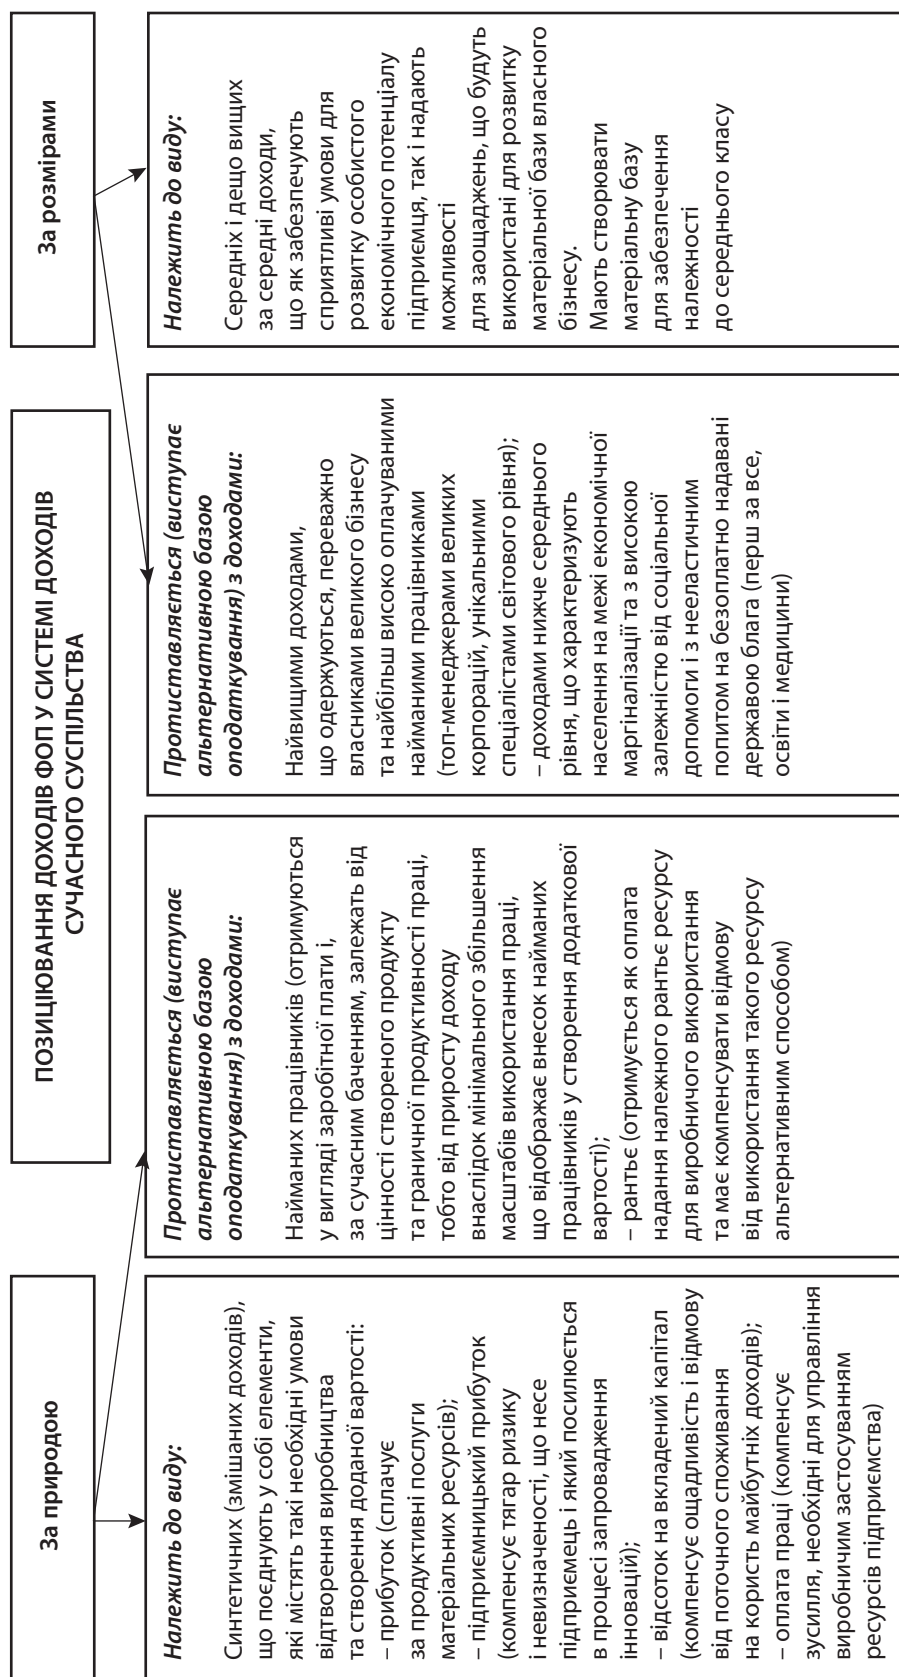 ПОЗИЦІЮВАННЯ ДОХОДІВ ФОП У СИСТЕМІ ДОХОДІВ
СУЧАСНОГО СУСПІЛЬСТВА
За природою
Належить до виду:
Синтетичних (змішаних доходів),
що поєднують у собі елементи,
які містять такі необхідні умови
відтворення виробництва
та створення доданої вартості:
– прибуток (сплачує
за продуктивні послуги
матеріальних ресурсів);
– підприємницький прибуток
(компенсує тягар ризику
і невизначеності, що несе
підприємець і який посилюється
в процесі запровадження
інновацій);
– відсоток на вкладений капітал
(компенсує ощадливість і відмову
від поточного споживання
на користь майбутніх доходів);
– оплата праці (компенсує
зусилля, необхідні для управління
виробничим застосуванням
ресурсів підприємства)
Протиставляється (виступає
альтернативною базою
оподаткування) з доходами:
Найманих працівників (отримуються
у вигляді заробітної плати і,
за сучасним баченням, залежать від
цінності створеного продукту
та граничної продуктивності праці,
тобто від приросту доходу
внаслідок мінімального збільшення
масштабів використання праці,
що відображає внесок найманих
працівників у створення додаткової
вартості);
– рантьє (отримується як оплата
надання належного рантьє ресурсу
для виробничого використання
та має компенсувати відмову
від використання такого ресурсу
альтернативним способом)
За розмірами
Протиставляється (виступає
альтернативною базою
оподаткування) з доходами:
Найвищими доходами,
що одержуються, переважно
власниками великого бізнесу
та найбільш високо оплачуваними
найманими працівниками
(топ-менеджерами великих
корпорацій, унікальними
спеціалістами світового рівня);
– доходами нижче середнього
рівня, що характеризують
населення на межі економічної
маргіналізації та з високою
залежністю від соціальної
допомоги і з нееластичним
попитом на безоплатно надавані
державою блага (перш за все,
освіти і медицини)
Належить до виду:
Середніх і дещо вищих
за середні доходи,
що як забезпечують
сприятливі умови для
розвитку особистого
економічного потенціалу
підприємця, так і надають
можливості
для заощаджень, що будуть
використані для розвитку
матеріальної бази власного
бізнесу.
Мають створювати
матеріальну базу
для забезпечення
належності
до середнього класу